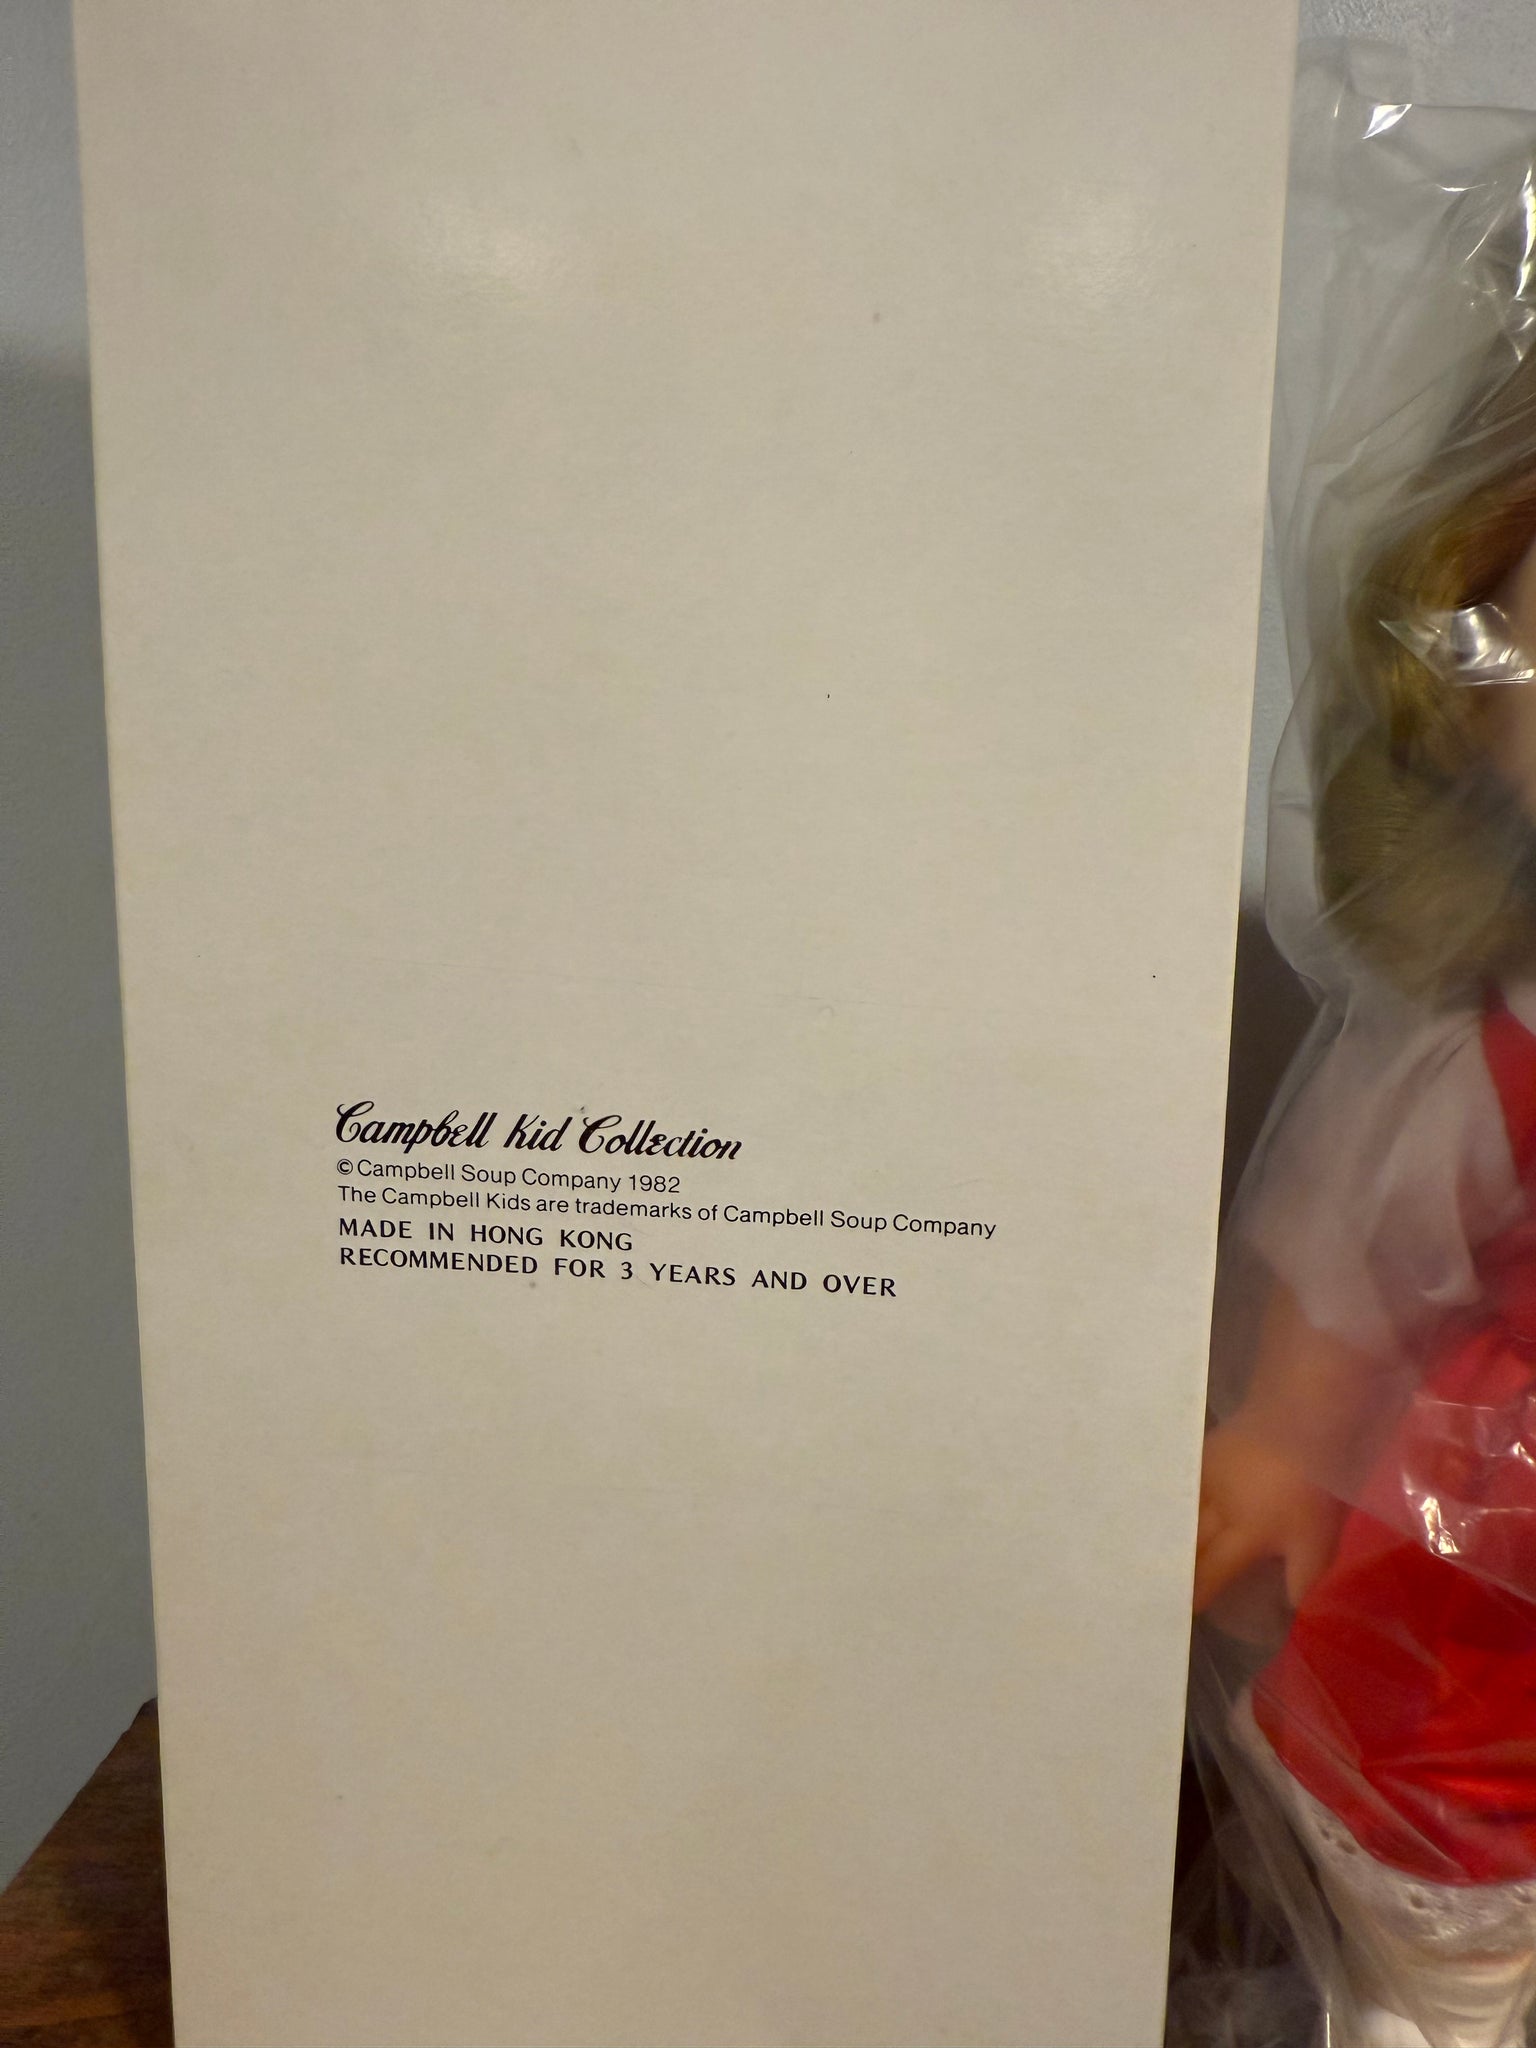 Campbell Kid Collection
©Campbell Soup Company 1982
The Campbell Kids are trademarks of Campbell Soup Company
MADE IN HONG KONG
RECOMMENDED FOR 3 YEARS AND OVER